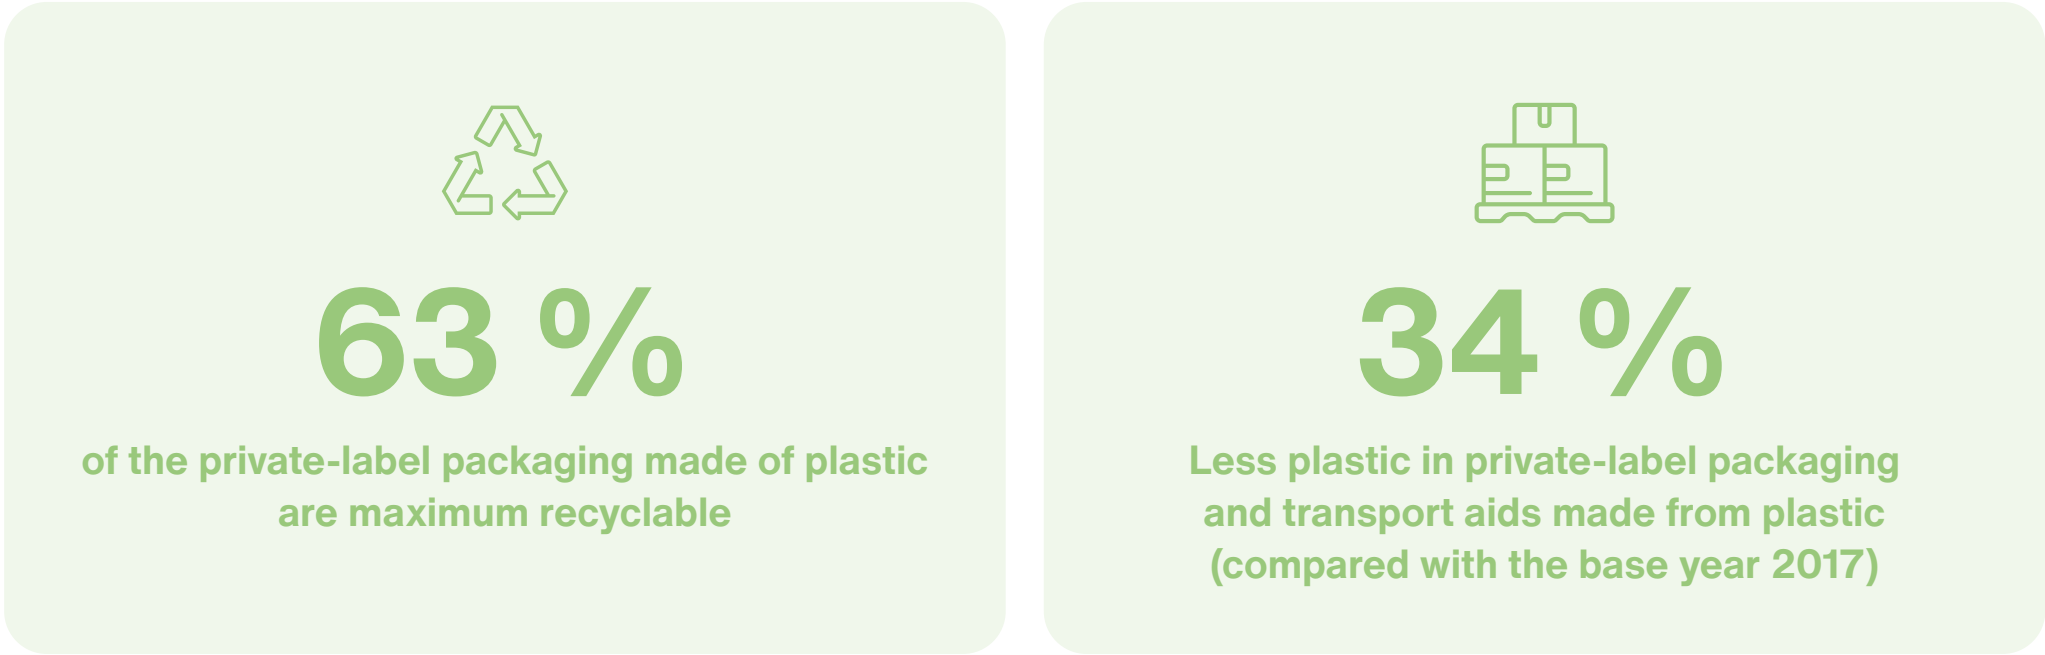 63 %
of the private-label packaging made of plastic
are maximum recyclable
34 %
Less plastic in private-label packaging
and transport aids made from plastic
(compared with the base year 2017)